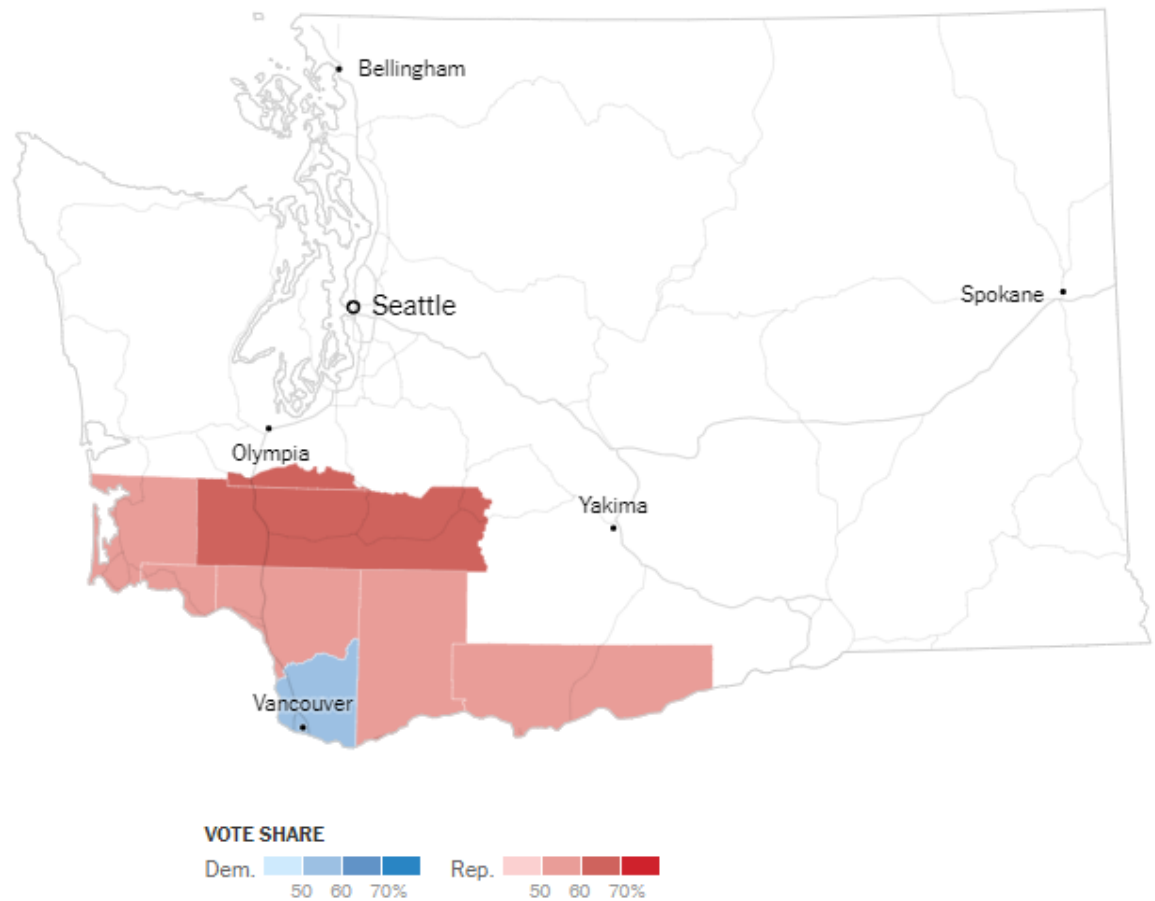 Bellingham
Seattle
Spokane
Olympia
Yakima
Vancouver
VOTE SHARE
Dem. Rep.
50 60 70% 50 60 70%